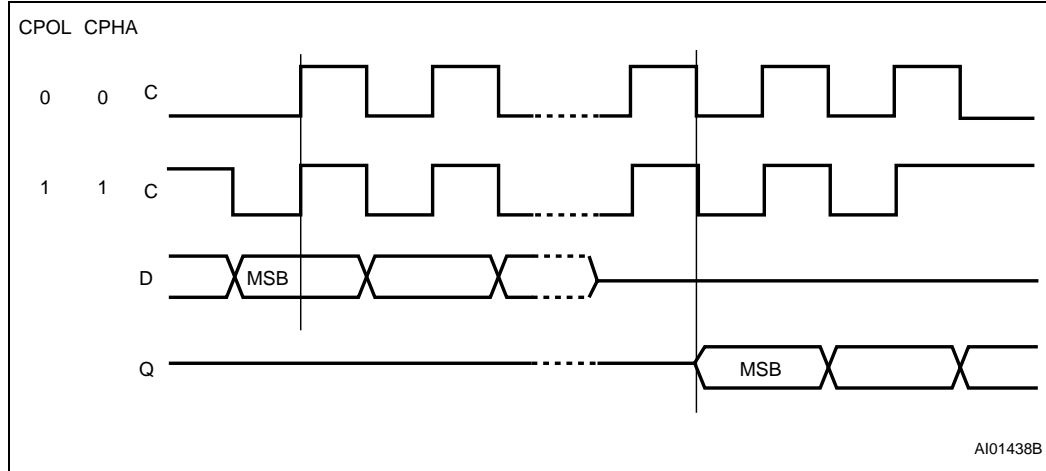 CPOL CPHA
0 0 C
1 1 C
D MSB
Q MSB
AI01438B